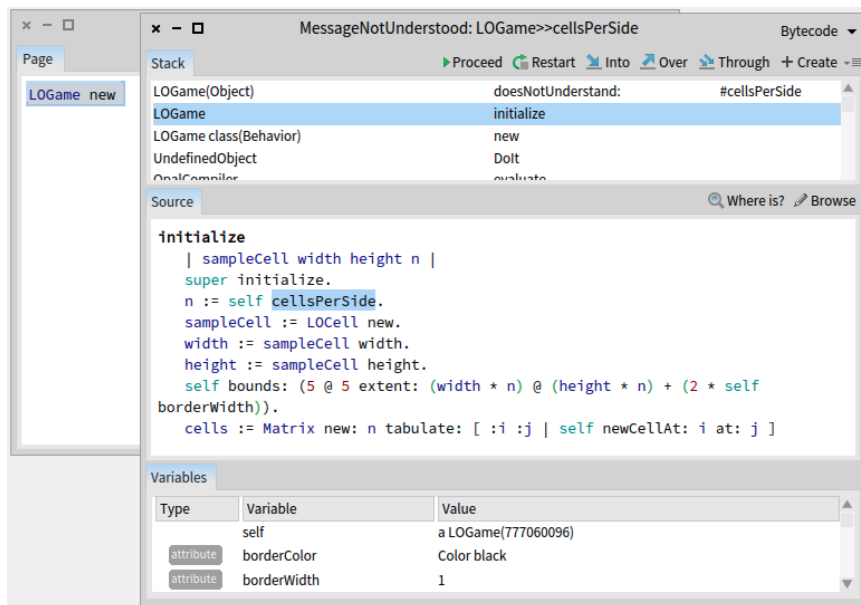 Page
LOGame new
MessageNotUnderstood: LOGame>>cellsPerSide
Bytecode
Stack
Proceed Restart Into Over Through Create
LOGame(Object) doesNotUnderstand: #cellsPerSide
LOGame initialize
LOGame class(Behavior) new
UndefinedObject DoIt
OpalCompiler evaluate
Source
Where is? Browse
initialize
| sampleCell width height n |
super initialize.
n := self cellsPerSide.
sampleCell := LOCell new.
width := sampleCell width.
height := sampleCell height.
self bounds: (5 @ 5 extent: (width * n) @ (height * n) + (2 * self
borderWidth)).
cells := Matrix new: n tabulate: [ :i :j | self newCellAt: i at: j ]
Variables
Type Variable Value
self a LOGame(777060096)
attribute borderColor Color black
attribute borderWidth 1